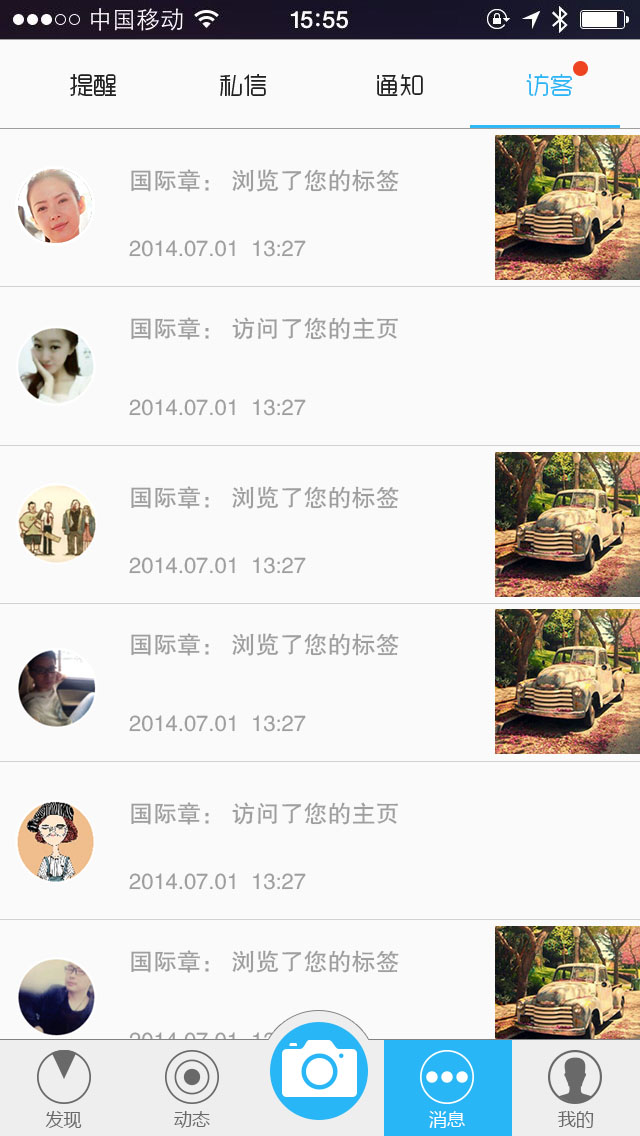 中国移动 15:55
提醒 私信 通知 访客
国际章： 浏览了您的标签
2014.07.01 13:27
国际章： 访问了您的主页
2014.07.01 13:27
国际章： 浏览了您的标签
2014.07.01 13:27
国际章： 浏览了您的标签
2014.07.01 13:27
国际章： 访问了您的主页
2014.07.01 13:27
国际章： 浏览了您的标签
发现 动态 消息 我的